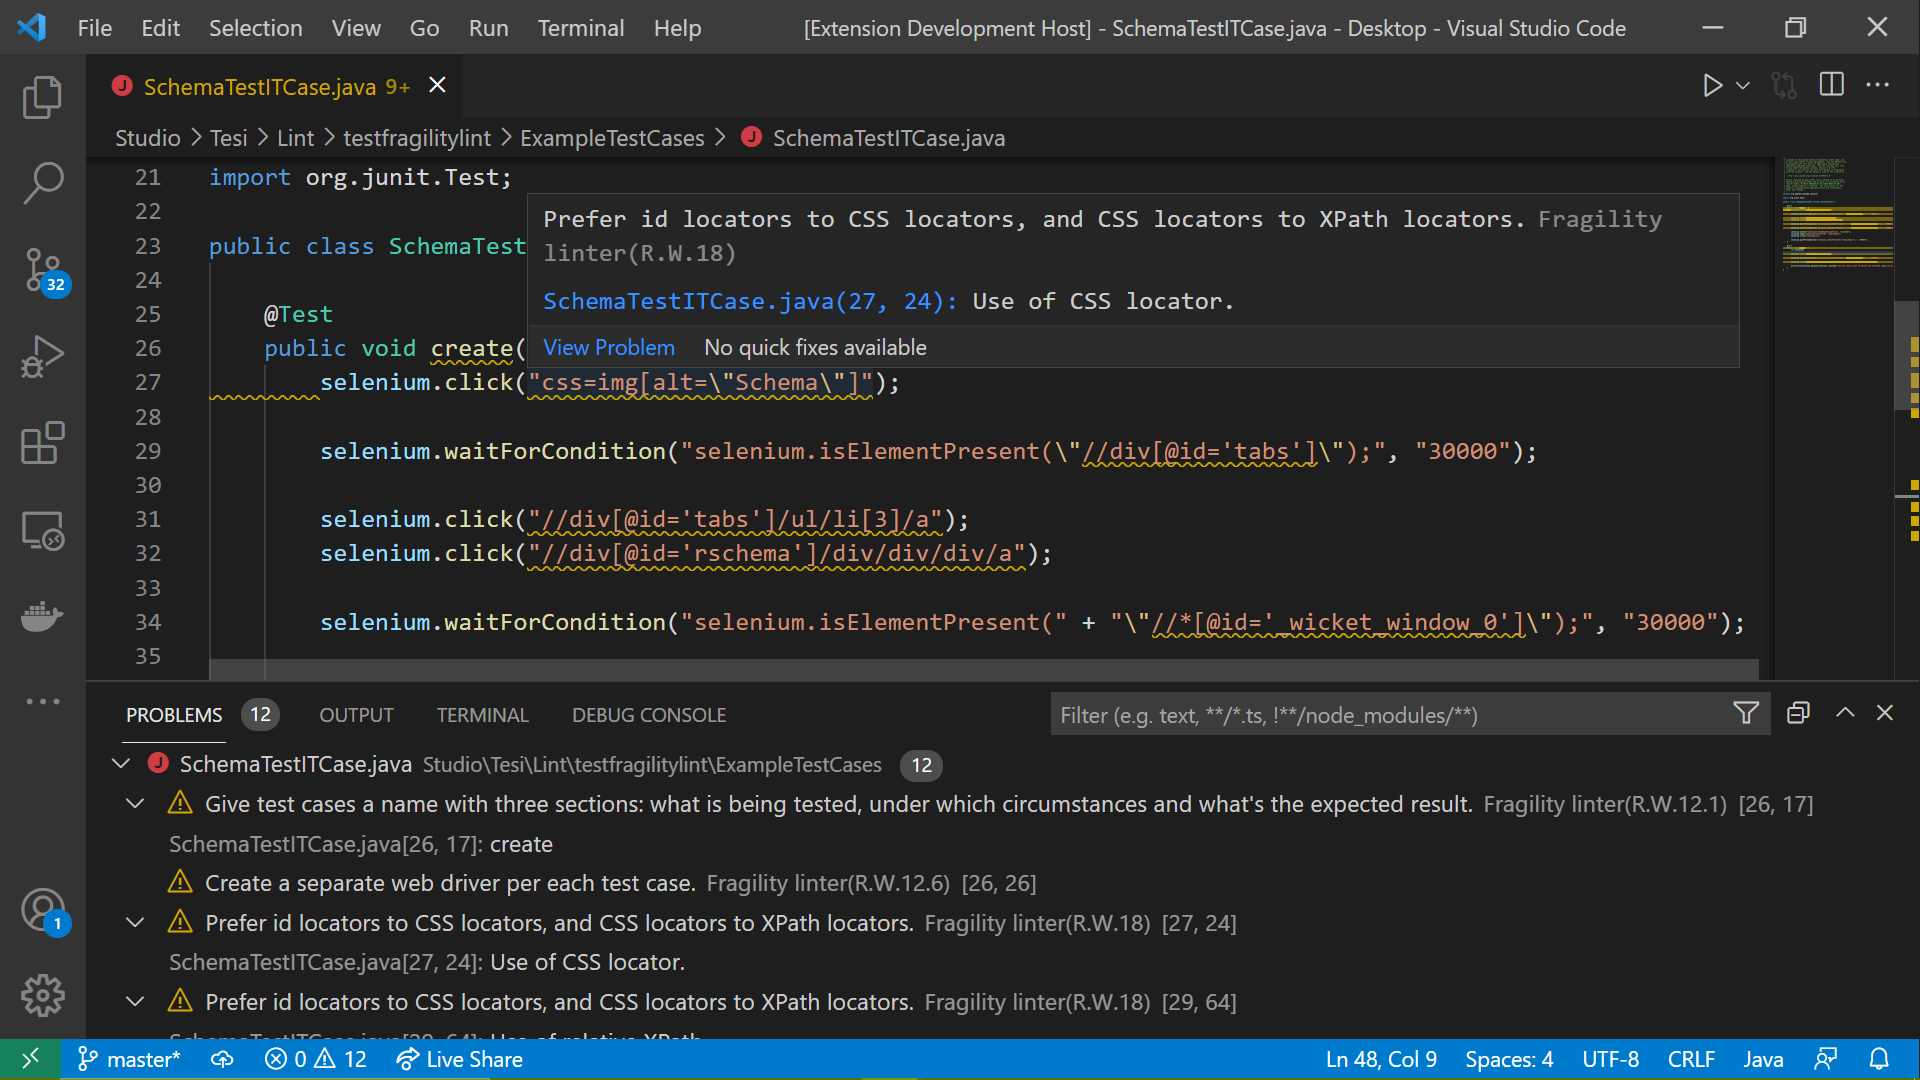 File Edit Selection View Go Run Terminal Help [Extension Development Host] - SchemaTestITCase.java - Desktop - Visual Studio Code
J SchemaTestITCase.java 9+
Studio > Tesi > Lint > testfragilitylint > ExampleTestCases > J SchemaTestITCase.java
21 import org.junit.Test;
22
23 public class SchemaTest
24
25 @Test
26 public void create(
27 selenium.click("css=img[alt=\"Schema\"]");
28
29 selenium.waitForCondition("selenium.isElementPresent(\"//div[@id='tabs']\");", "30000");
30
31 selenium.click("//div[@id='tabs']/ul/li[3]/a");
32 selenium.click("//div[@id='rschema']/div/div/div/a");
33
34 selenium.waitForCondition("selenium.isElementPresent(" + "\"//*[@id='_wicket_window_0']\");", "30000");
35
Prefer id locators to CSS locators, and CSS locators to XPath locators. Fragility
linter(R.W.18)
SchemaTestITCase.java(27, 24): Use of CSS locator.
View Problem No quick fixes available
32
1
PROBLEMS 12 OUTPUT TERMINAL DEBUG CONSOLE Filter (e.g. text, **/*.ts, !**/node_modules/**)
J SchemaTestITCase.java Studio\Tesi\Lint\testfragilitylint\ExampleTestCases 12
Give test cases a name with three sections: what is being tested, under which circumstances and what's the expected result. Fragility linter(R.W.12.1) [26, 17]
SchemaTestITCase.java[26, 17]: create
Create a separate web driver per each test case. Fragility linter(R.W.12.6) [26, 26]
Prefer id locators to CSS locators, and CSS locators to XPath locators. Fragility linter(R.W.18) [27, 24]
SchemaTestITCase.java[27, 24]: Use of CSS locator.
Prefer id locators to CSS locators, and CSS locators to XPath locators. Fragility linter(R.W.18) [29, 64]
SchemaTestITCase.java[29, 64]: Use of relative XPath
master* 0 12 Live Share Ln 48, Col 9 Spaces: 4 UTF-8 CRLF Java